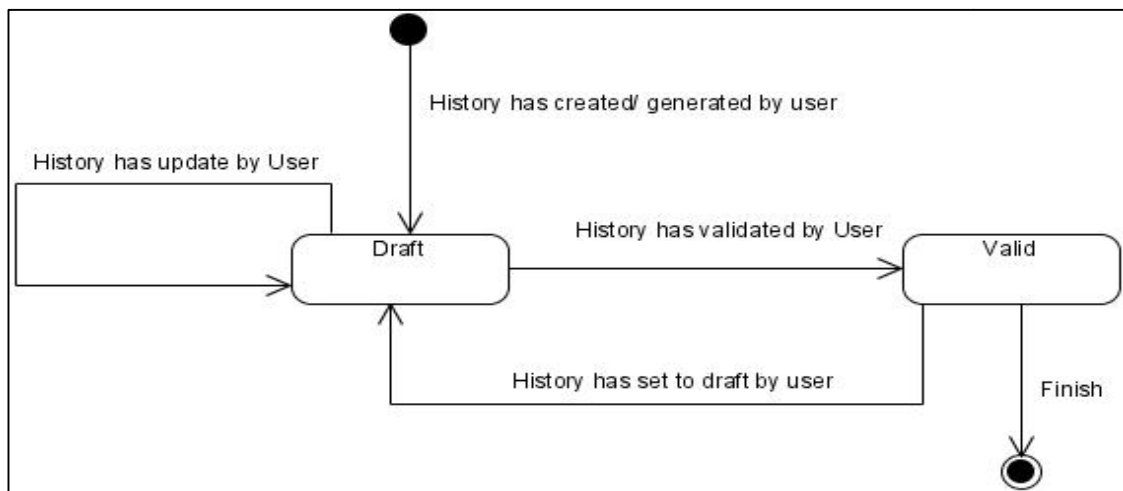 History has created/ generated by user
History has update by User
Draft
History has validated by User
Valid
History has set to draft by user
Finish